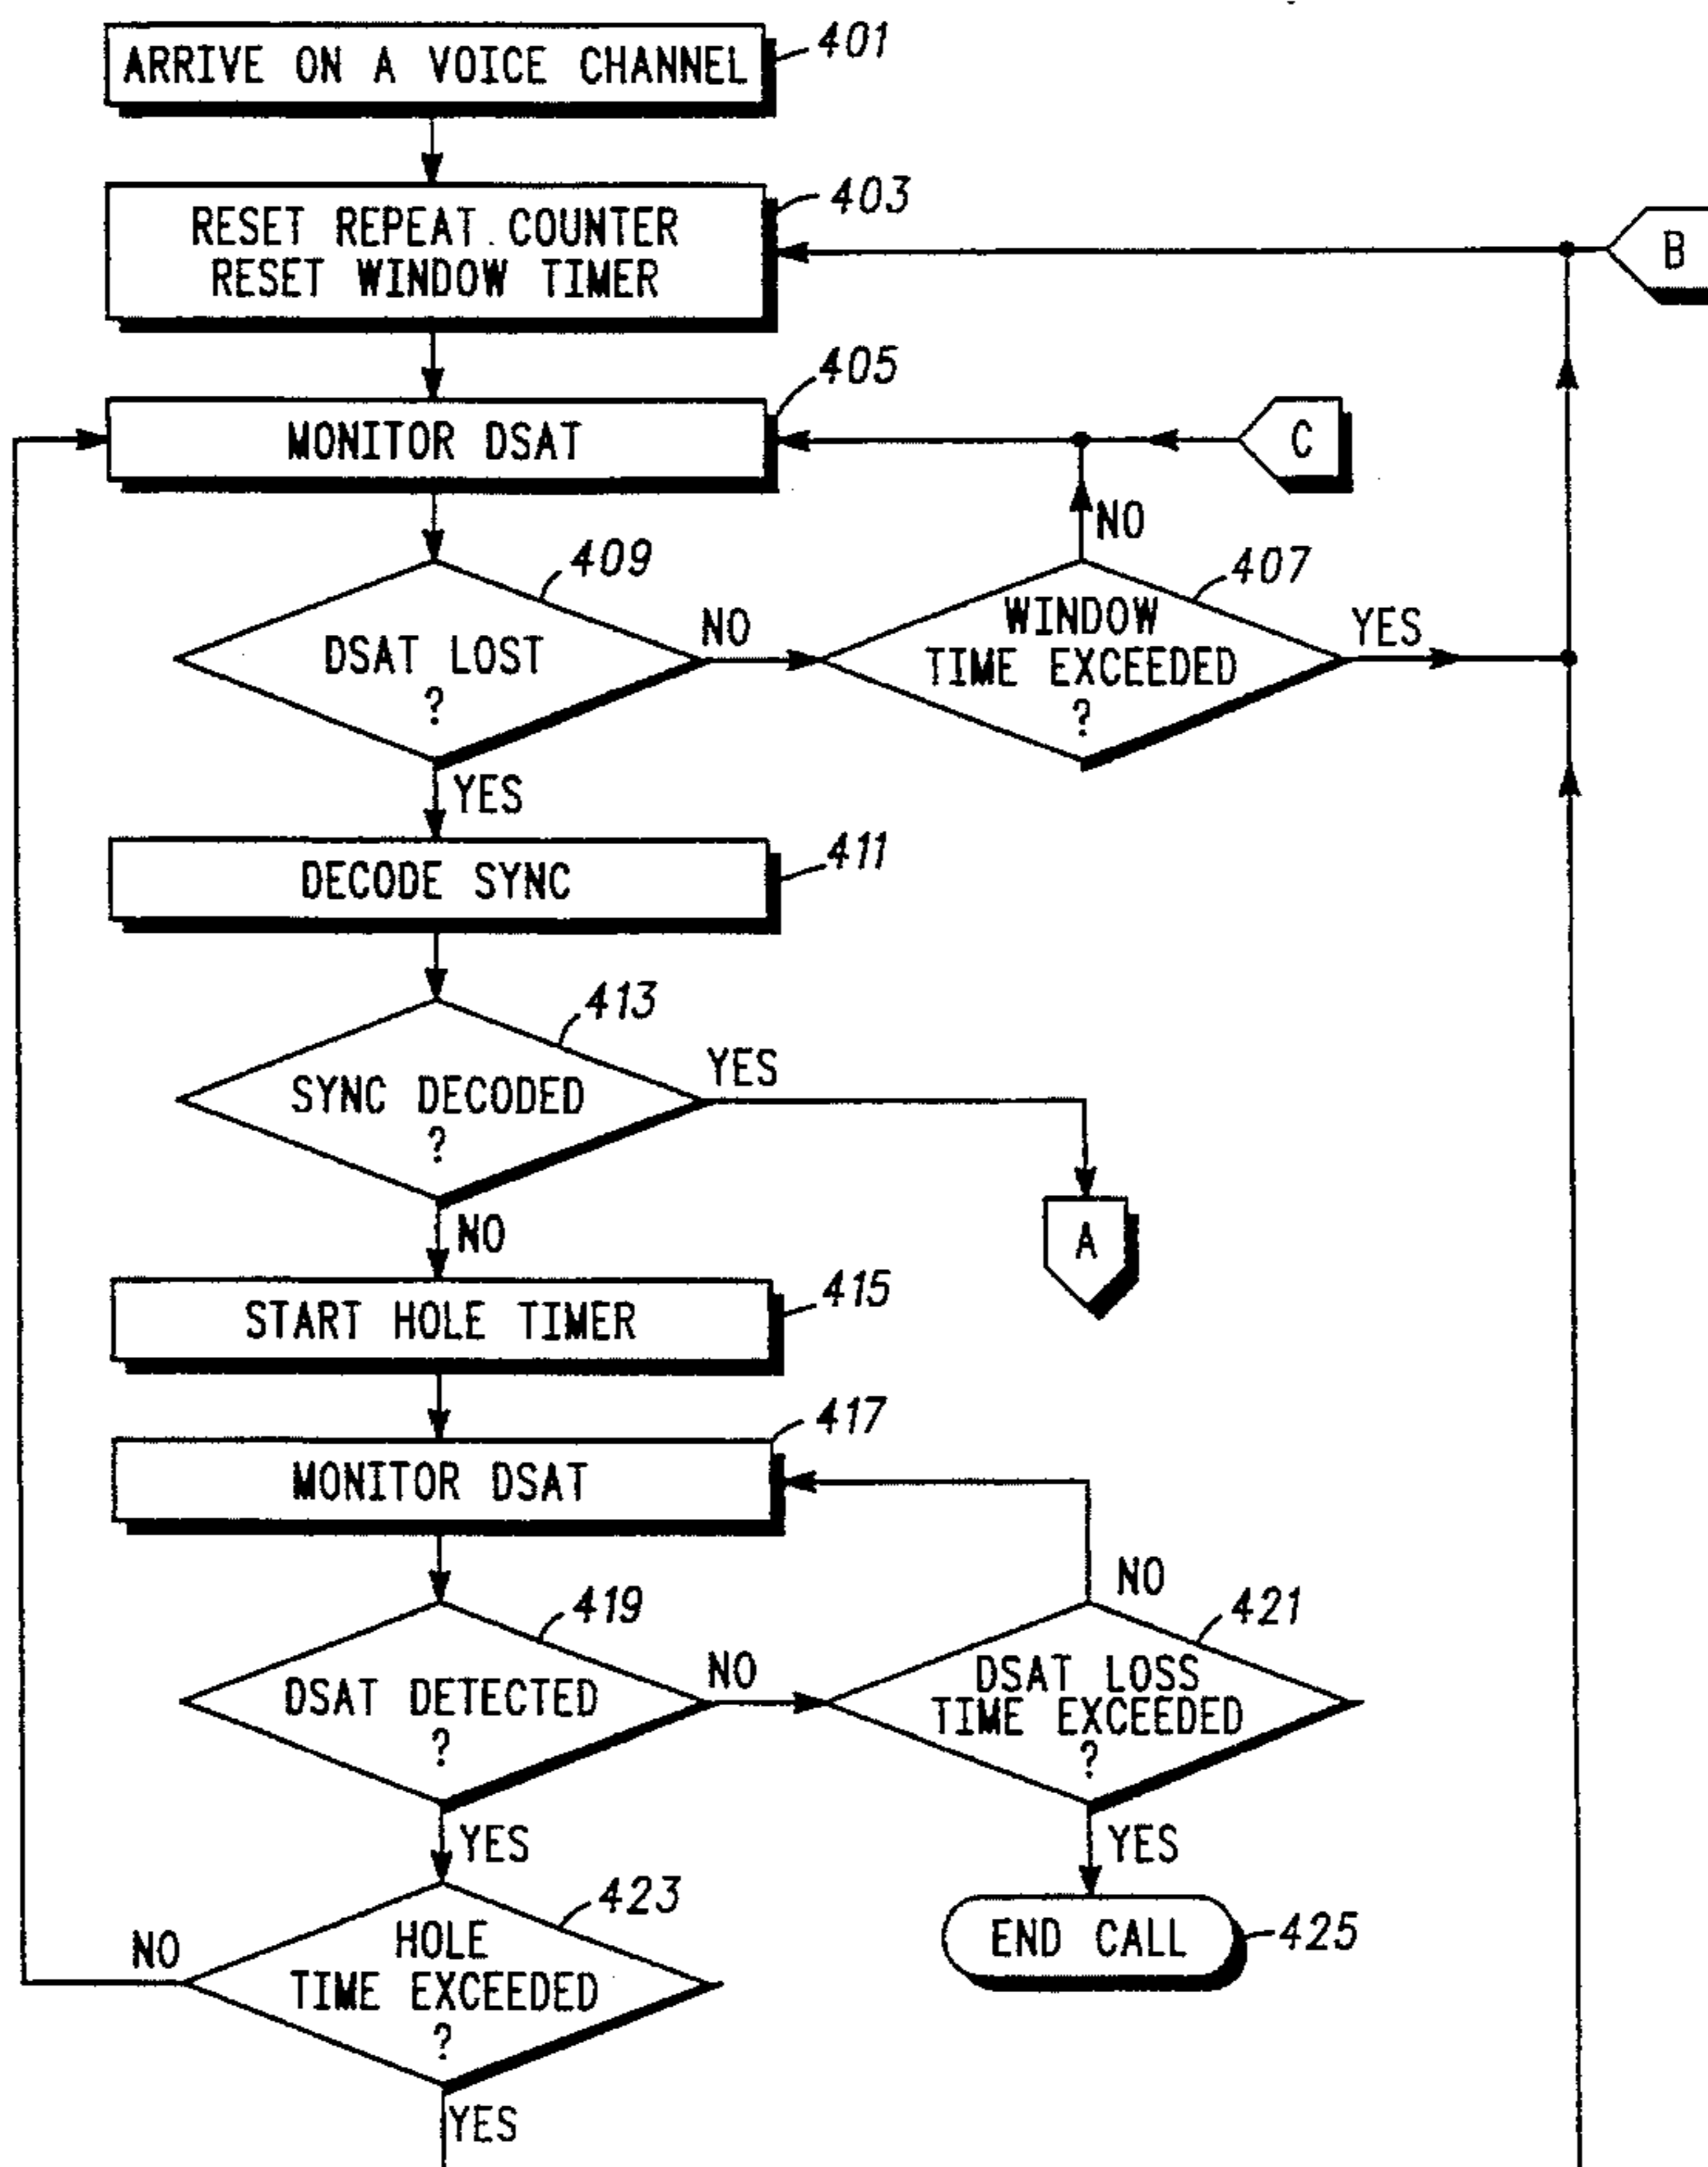 ARRIVE ON A VOICE CHANNEL
401
RESET REPEAT COUNTER
RESET WINDOW TIMER
403
B
MONITOR DSAT
405
C
NO
DSAT LOST
?
409
NO
WINDOW
TIME EXCEEDED
?
407
YES
YES
DECODE SYNC
411
SYNC DECODED
?
413
YES
A
NO
START HOLE TIMER
415
MONITOR DSAT
417
NO
DSAT DETECTED
?
419
NO
DSAT LOSS
TIME EXCEEDED
?
421
YES
YES
HOLE
TIME EXCEEDED
?
423
NO
END CALL
425
YES